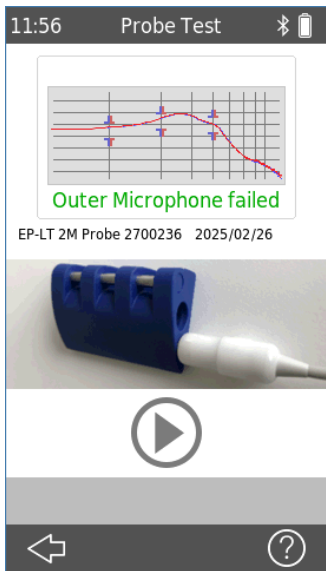 11:56 Probe Test
Outer Microphone failed
EP-LT 2M Probe 2700236 2025/02/26
?